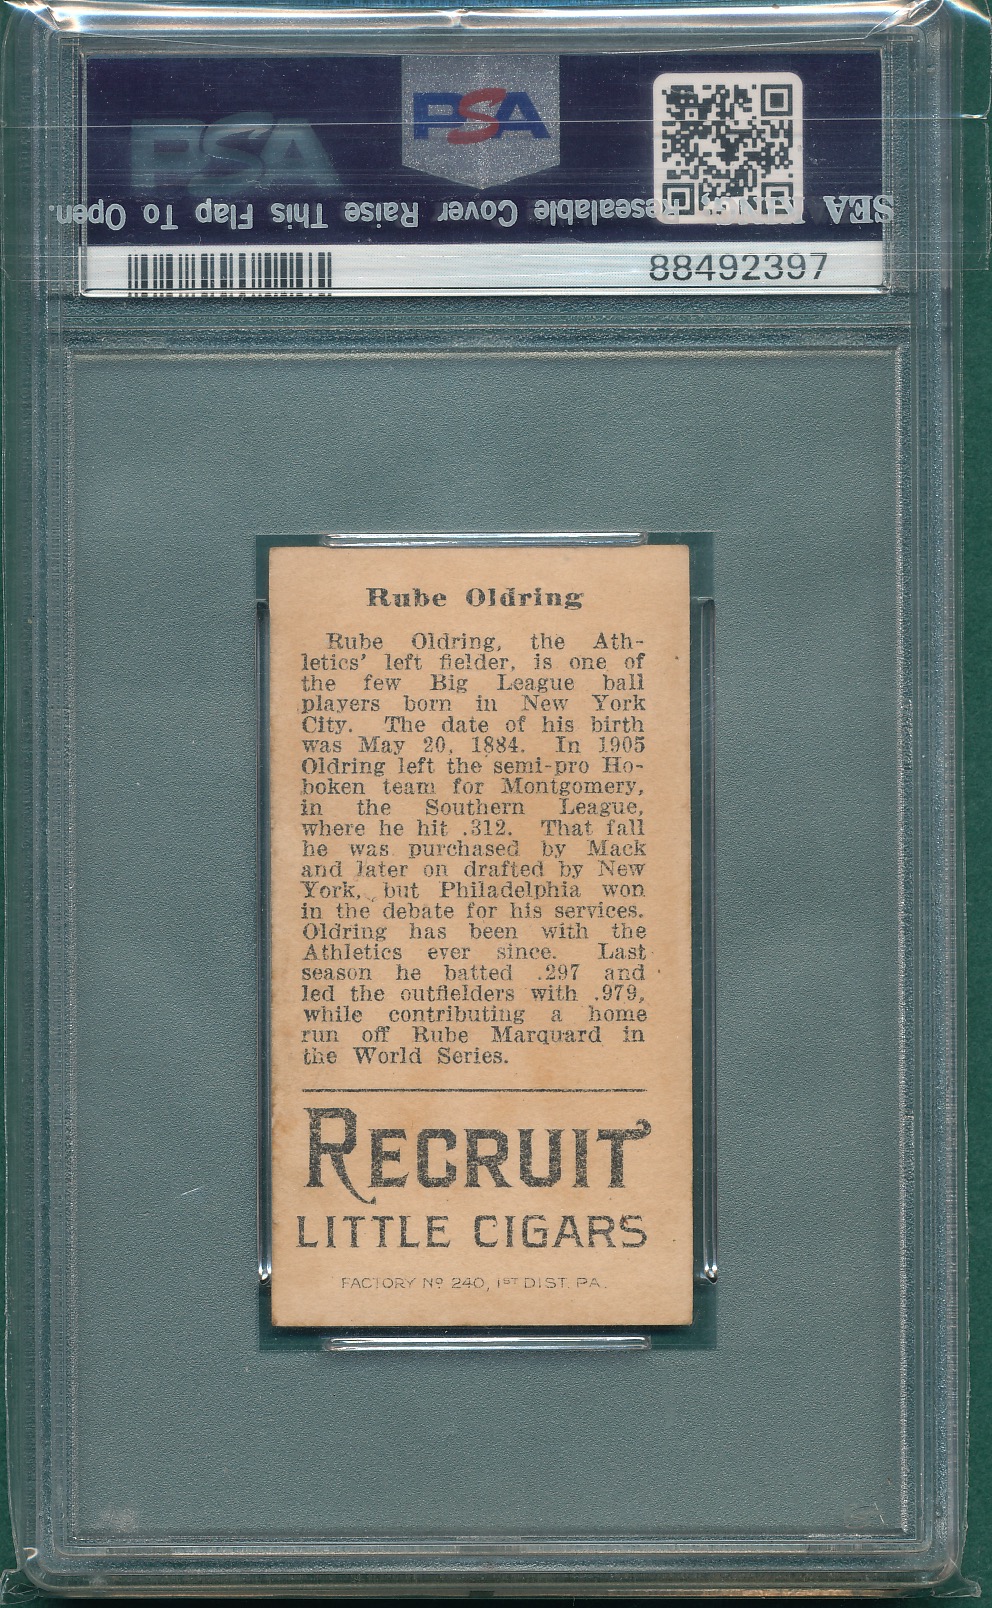 PSA
PSA
SEA KING, Resealable Cover Raise This Flap To Open.
88492397
Rube Oldring
Rube Oldring, the Ath-
letics' left fielder, is one of
the few Big League ball
players born in New York
City. The date of his birth
was May 20, 1884. In 1905
Oldring left the semi-pro Ho-
boken team for Montgomery,
in the Southern League,
where he hit .312. That fall
he was purchased by Mack
and later on drafted by New
York, but Philadelphia won
in the debate for his services.
Oldring has been with the
Athletics ever since. Last
season he batted .297 and
led the outfielders with .979,
while contributing a home
run off Rube Marquard in
the World Series.
RECRUIT
LITTLE CIGARS
FACTORY No 240, 1ST DIST. PA.